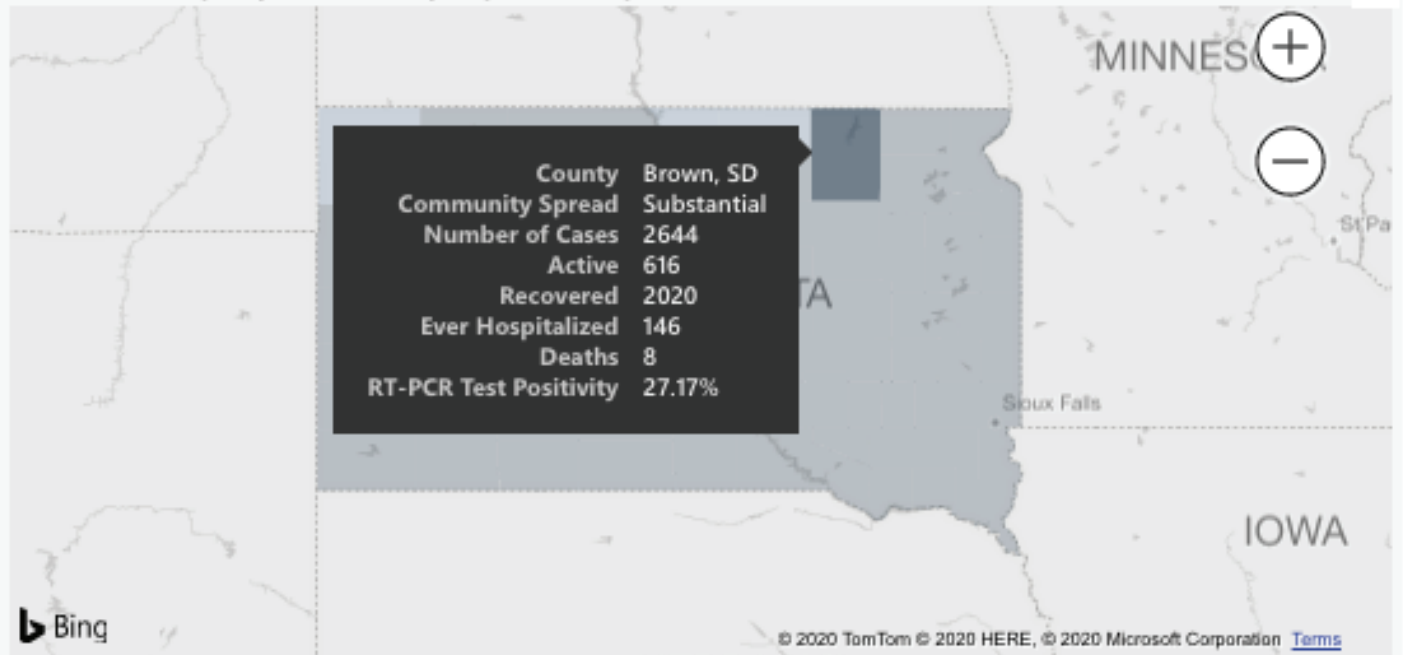 MINNES
County Brown, SD
Community Spread Substantial
Number of Cases 2644
Active 616
Recovered 2020
Ever Hospitalized 146
Deaths 8
RT-PCR Test Positivity 27.17%
TA
St Pa
Sioux Falls
IOWA
Bing
© 2020 TomTom © 2020 HERE, © 2020 Microsoft Corporation Terms